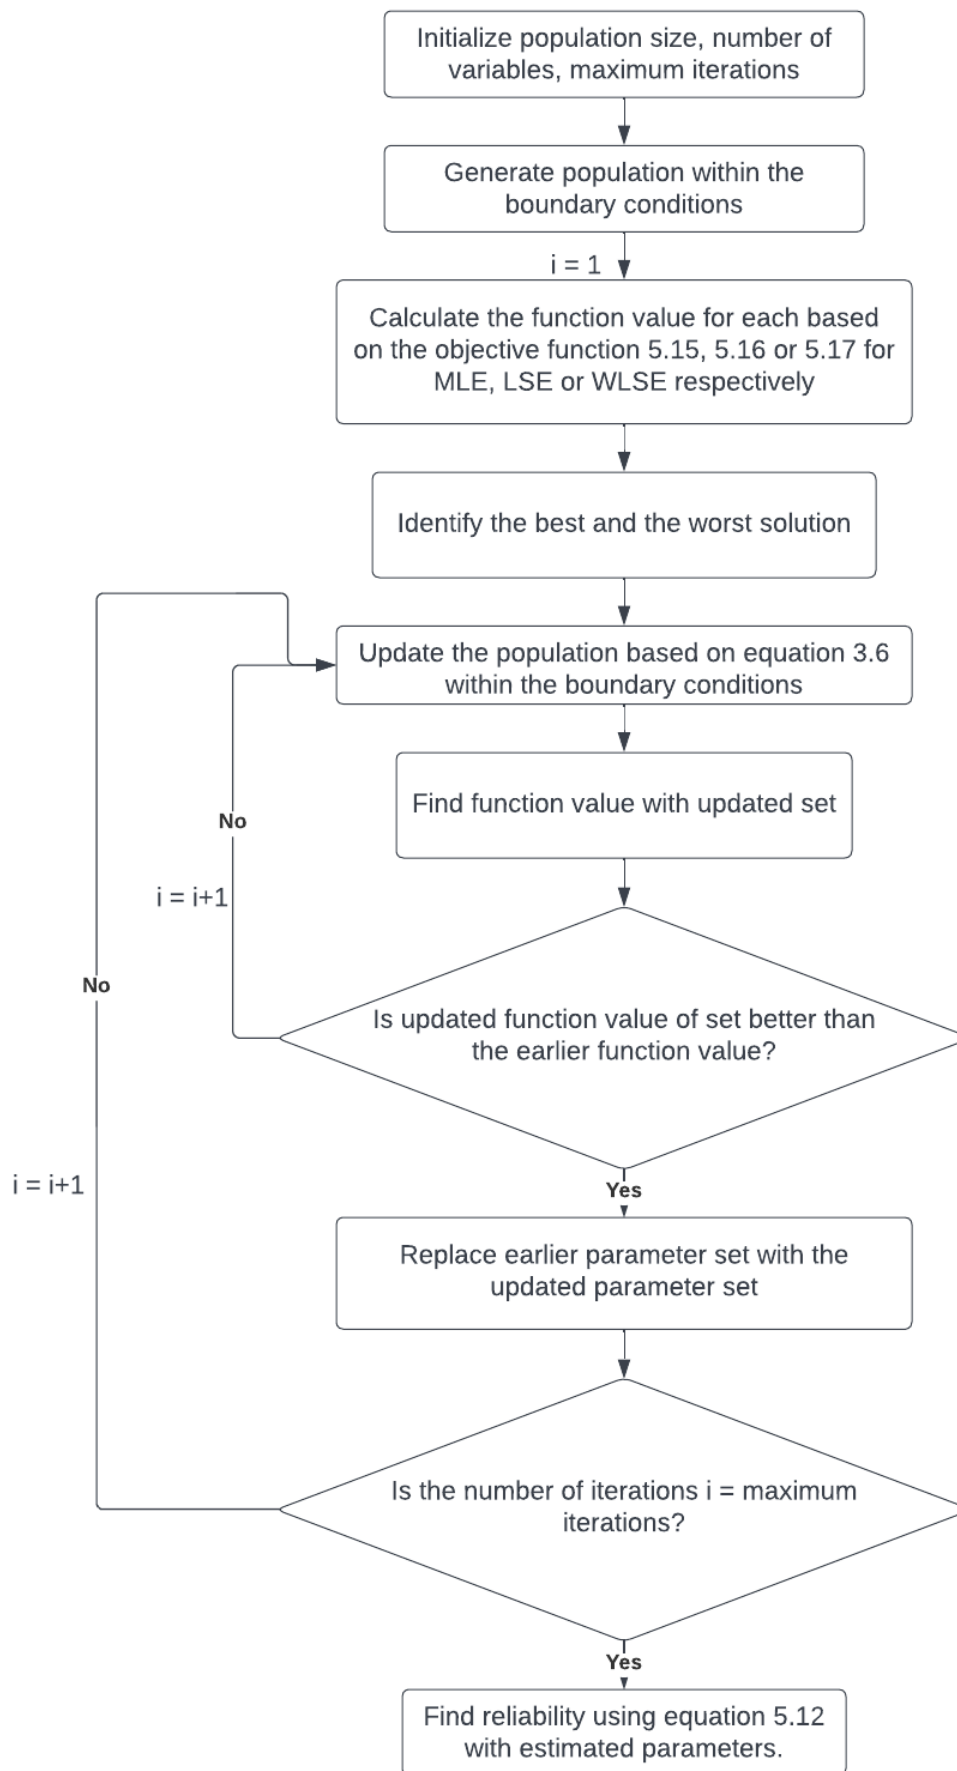 Initialize population size, number of
variables, maximum iterations
Generate population within the
boundary conditions
i = 1
Calculate the function value for each based
on the objective function 5.15, 5.16 or 5.17 for
MLE, LSE or WLSE respectively
Identify the best and the worst solution
Update the population based on equation 3.6
within the boundary conditions
Find function value with updated set
No
i = i+1
No
Is updated function value of set better than
the earlier function value?
i = i+1
Yes
Replace earlier parameter set with the
updated parameter set
Is the number of iterations i = maximum
iterations?
Yes
Find reliability using equation 5.12
with estimated parameters.